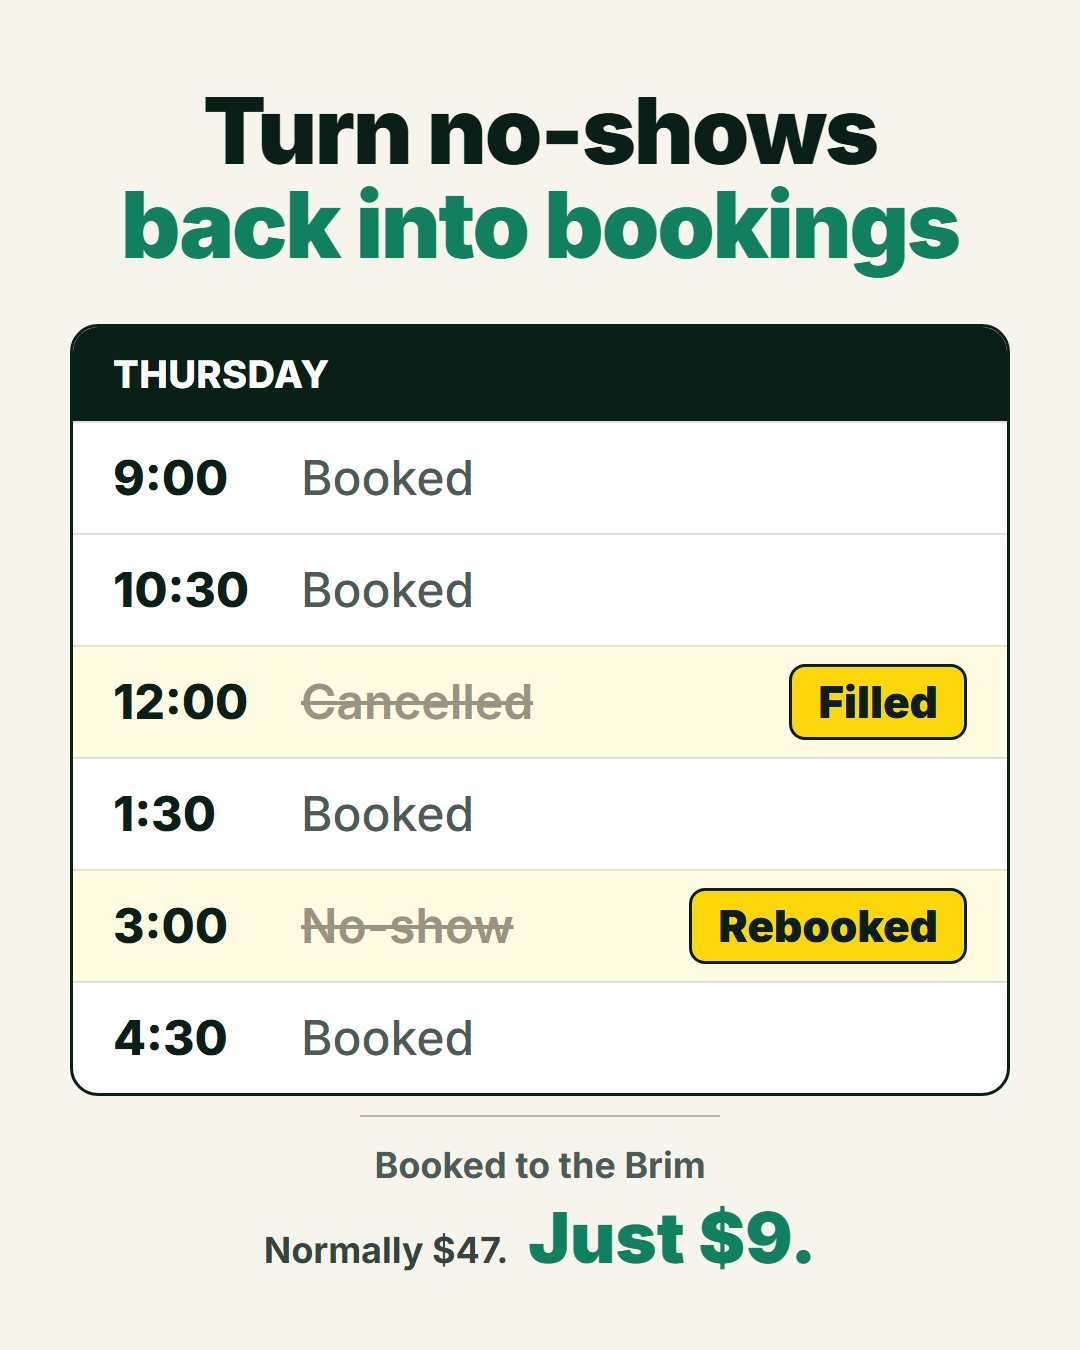 Turn no-shows
back into bookings
THURSDAY
9:00 Booked
10:30 Booked
12:00 Cancelled Filled
1:30 Booked
3:00 No-show Rebooked
4:30 Booked
Booked to the Brim
Normally $47. Just $9.